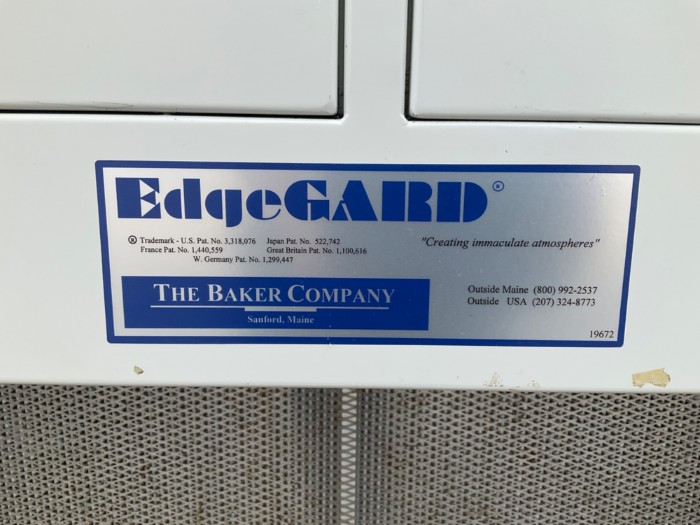 EdgeGARD®
® Trademark - U.S. Pat. No. 3,318,076 Japan Pat. No. 522,742
France Pat. No. 1,440,559 Great Britain Pat. No. 1,100,616
W. Germany Pat. No. 1,299,447
"Creating immaculate atmospheres"
THE BAKER COMPANY
Sanford, Maine
Outside Maine (800) 992-2537
Outside USA (207) 324-8773
19672